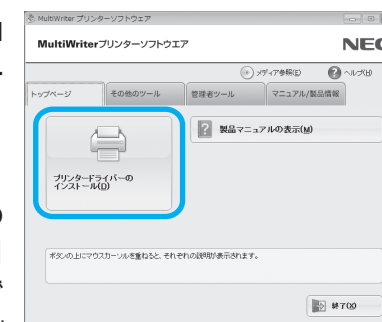 MultiWriter プリンターソフトウエア
MultiWriterプリンターソフトウエア
NEC
メディア参照(E)
ヘルプ(H)
トップページ
その他のツール
管理者ツール
マニュアル/製品情報
プリンタードライバーの
インストール(D)
製品マニュアルの表示(M)
ボタンの上にマウスカーソルを重ねると、それぞれの説明が表示されます。
終了(X)